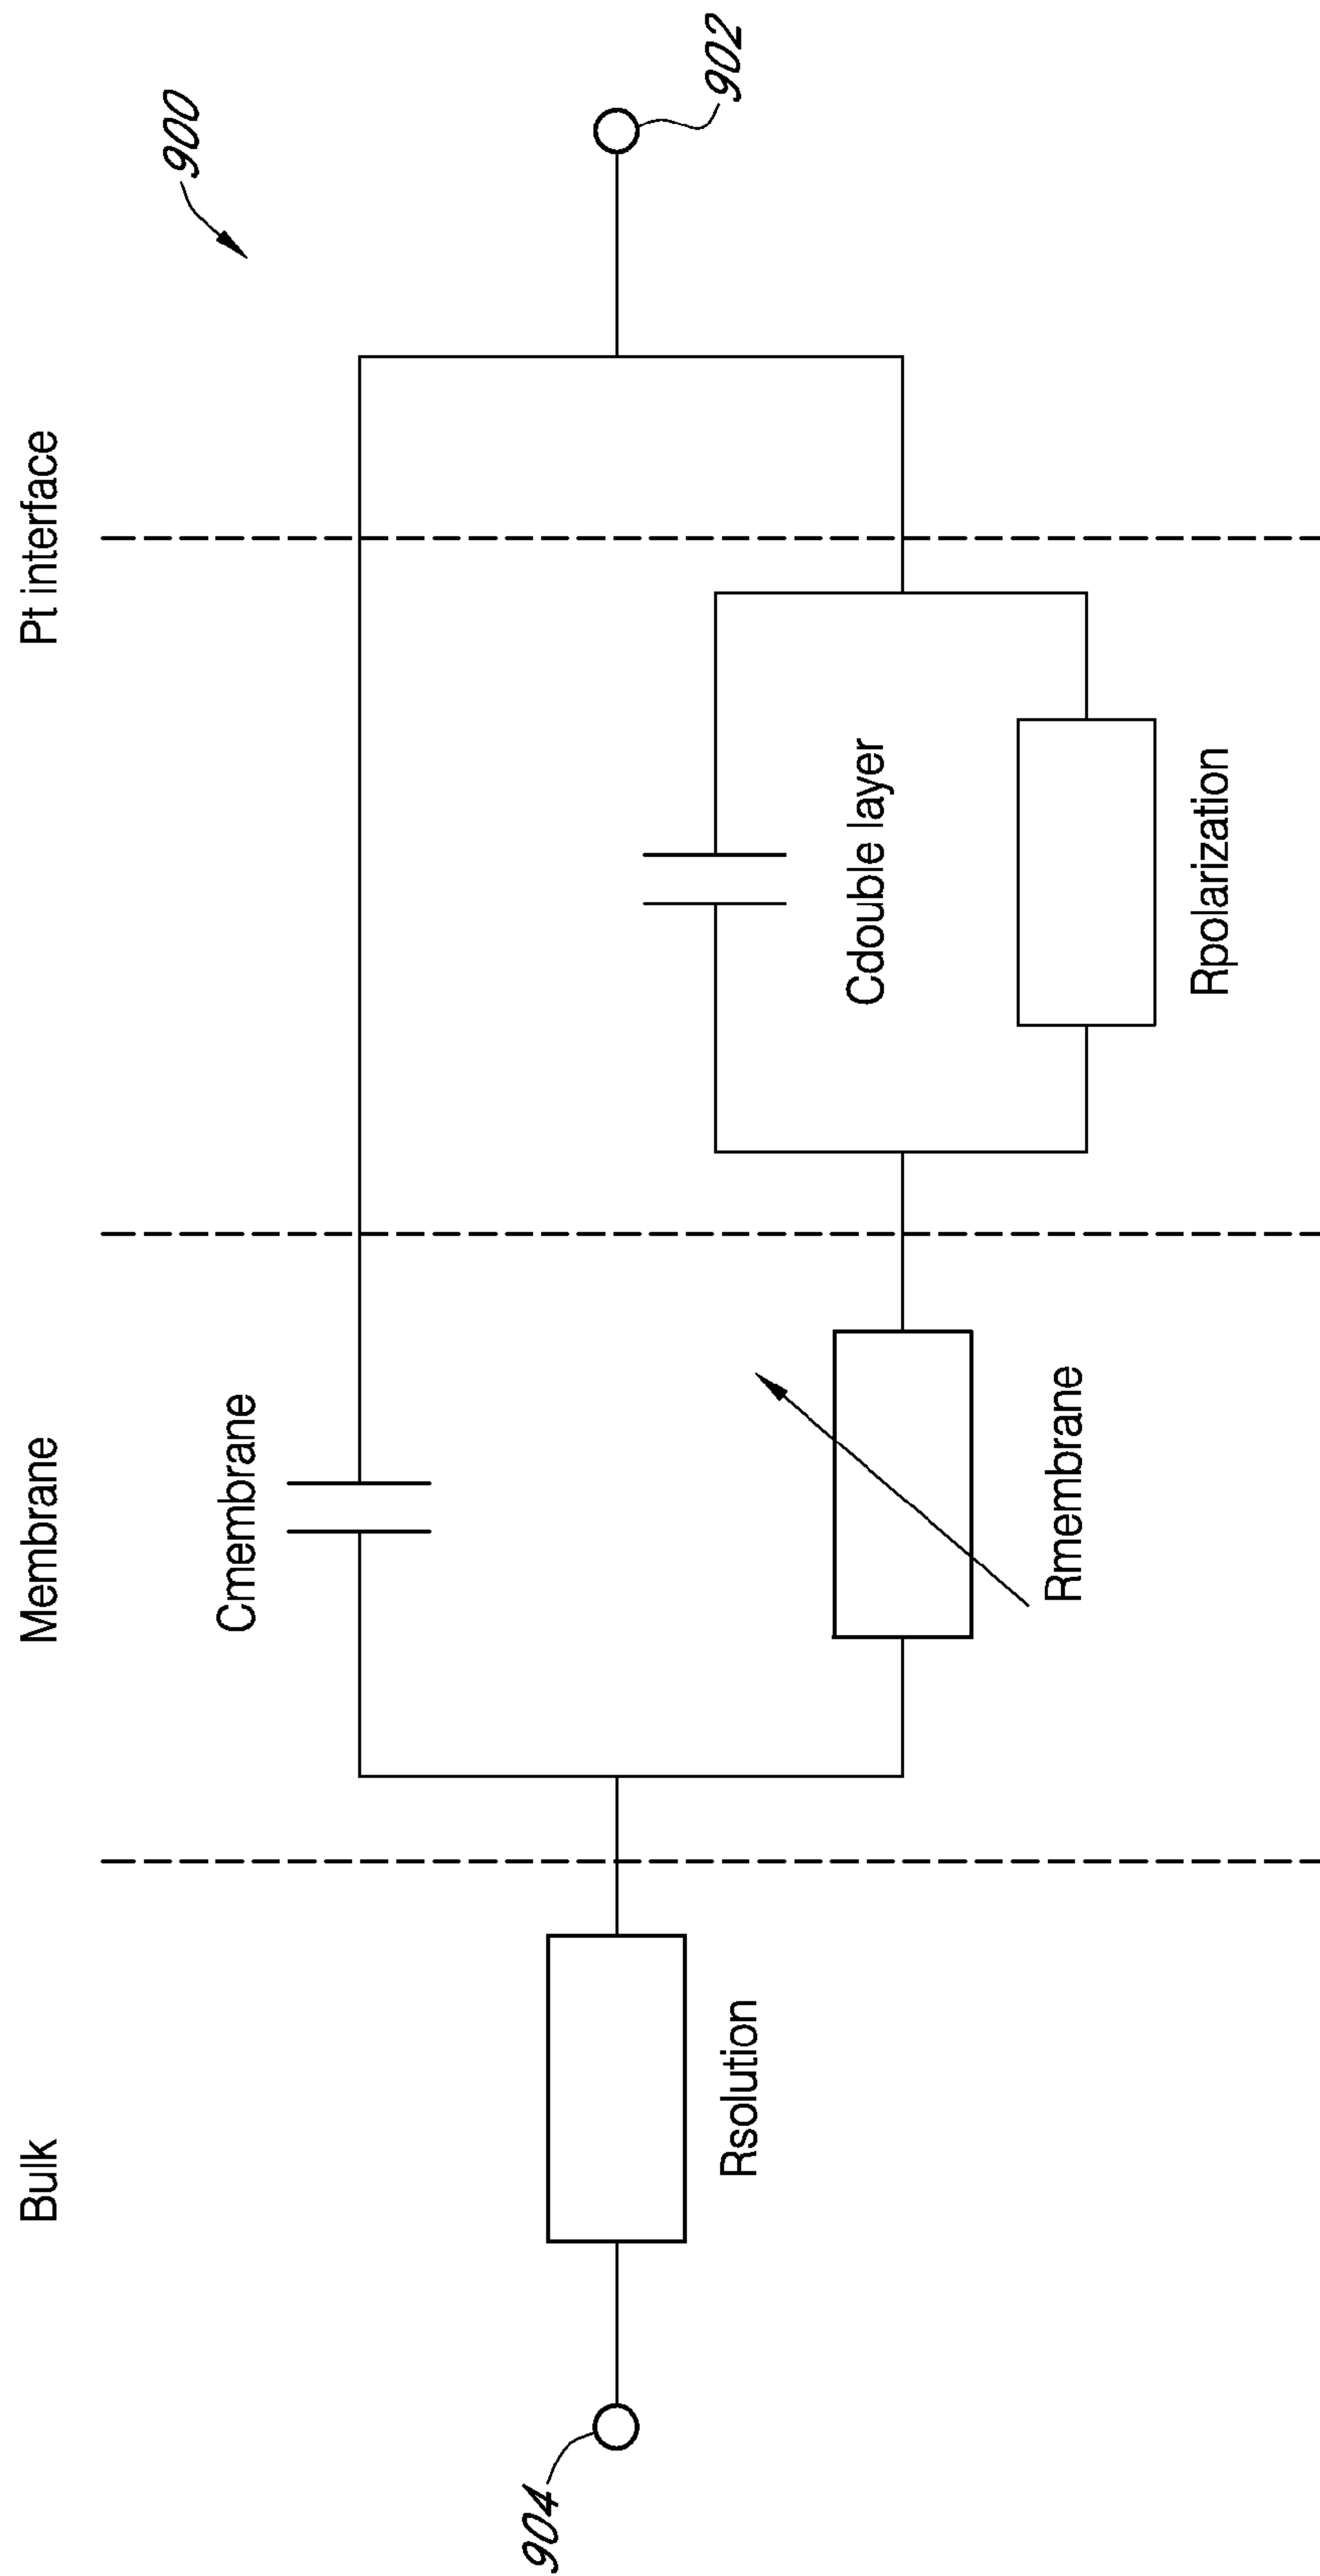 Bulk
Membrane
Pt interface
900
Cmembrane
904
902
Rsolution
Cdouble layer
Rmembrane
Rpolarization